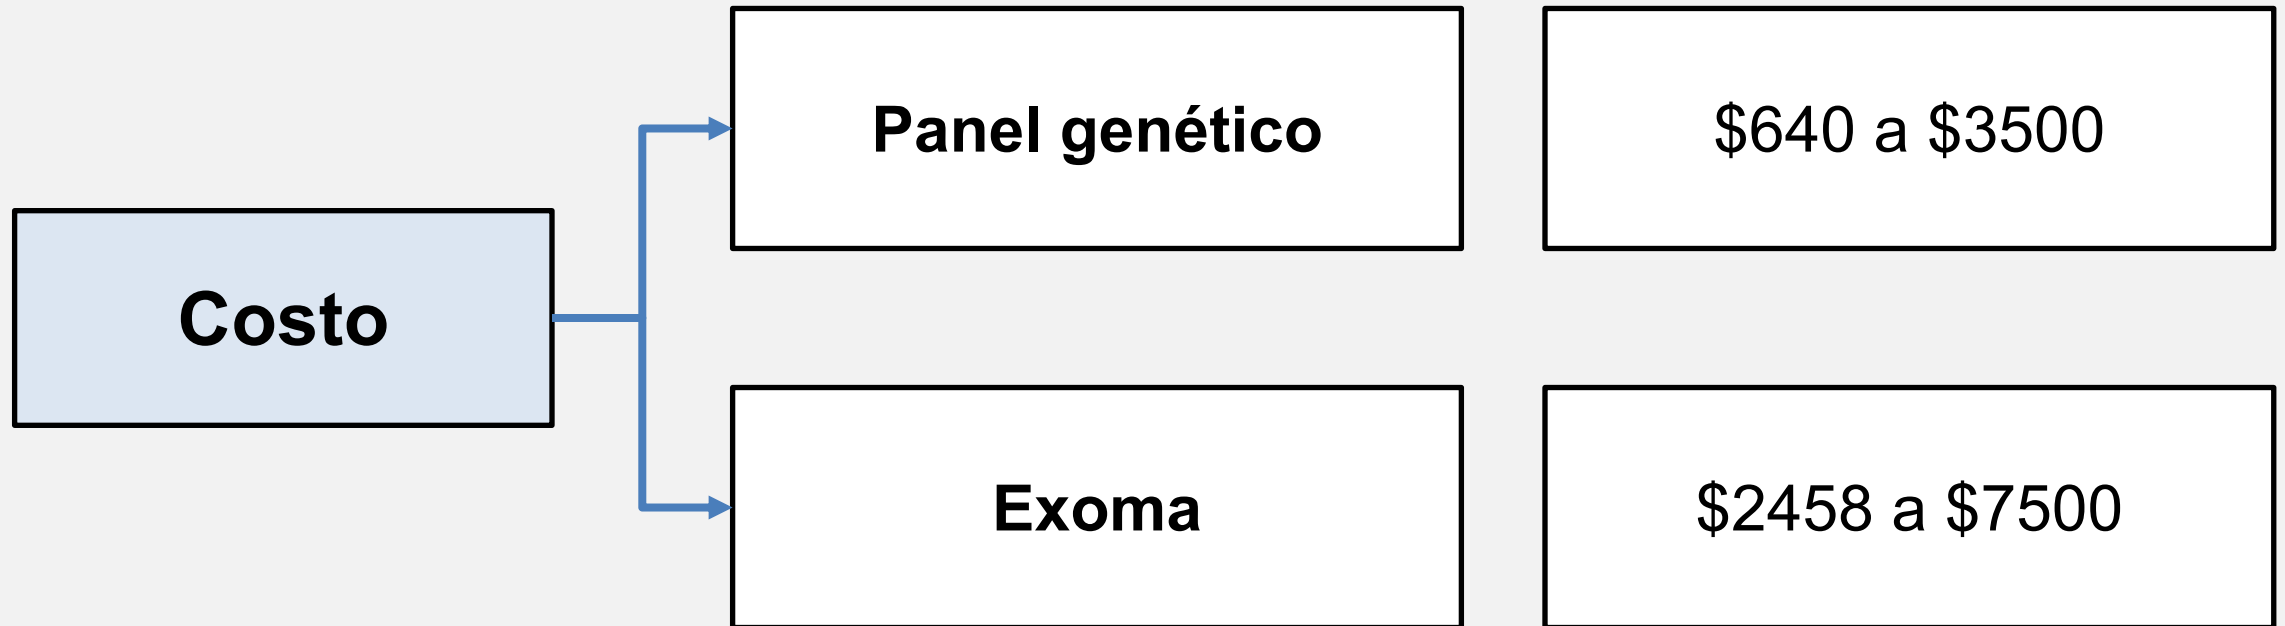 Costo
Panel genético
$640 a $3500
Exoma
$2458 a $7500